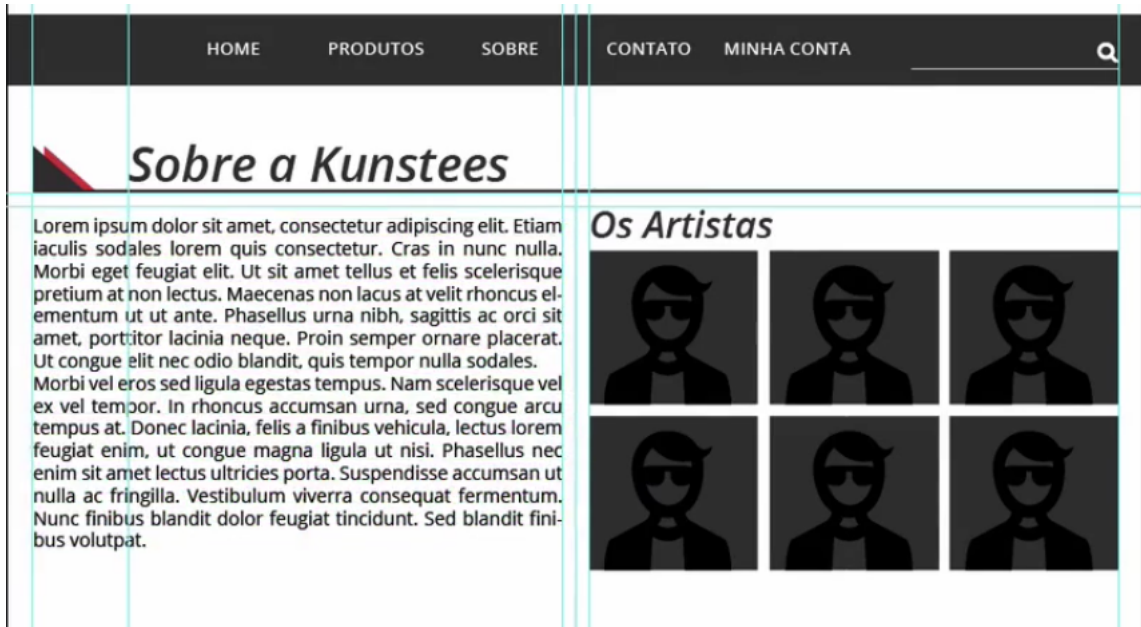 HOME PRODUTOS SOBRE CONTATO MINHA CONTA
Sobre a Kunstees
Lorem ipsum dolor sit amet, consectetur adipiscing elit. Etiam
iaculis sodales lorem quis consectetur. Cras in nunc nulla.
Morbi eget feugiat elit. Ut sit amet tellus et felis scelerisque
pretium at non lectus. Maecenas non lacus at velit rhoncus el-
ementum ut ut ante. Phasellus urna nibh, sagittis ac orci sit
amet, porttitor lacinia neque. Proin semper ornare placerat.
Ut congue elit nec odio blandit, quis tempor nulla sodales.
Morbi vel eros sed ligula egestas tempus. Nam scelerisque vel
ex vel tempor. In rhoncus accumsan urna, sed congue arcu
tempus at. Donec lacinia, felis a finibus vehicula, lectus lorem
feugiat enim, ut congue magna ligula ut nisi. Phasellus nec
enim sit amet lectus ultricies porta. Suspendisse accumsan ut
nulla ac fringilla. Vestibulum viverra consequat fermentum.
Nunc finibus blandit dolor feugiat tincidunt. Sed blandit fini-
bus volutpat.
Os Artistas